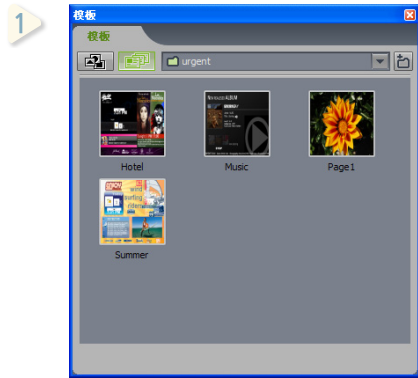 1
模板
模板
urgent
Hotel
Music
Page1
Summer